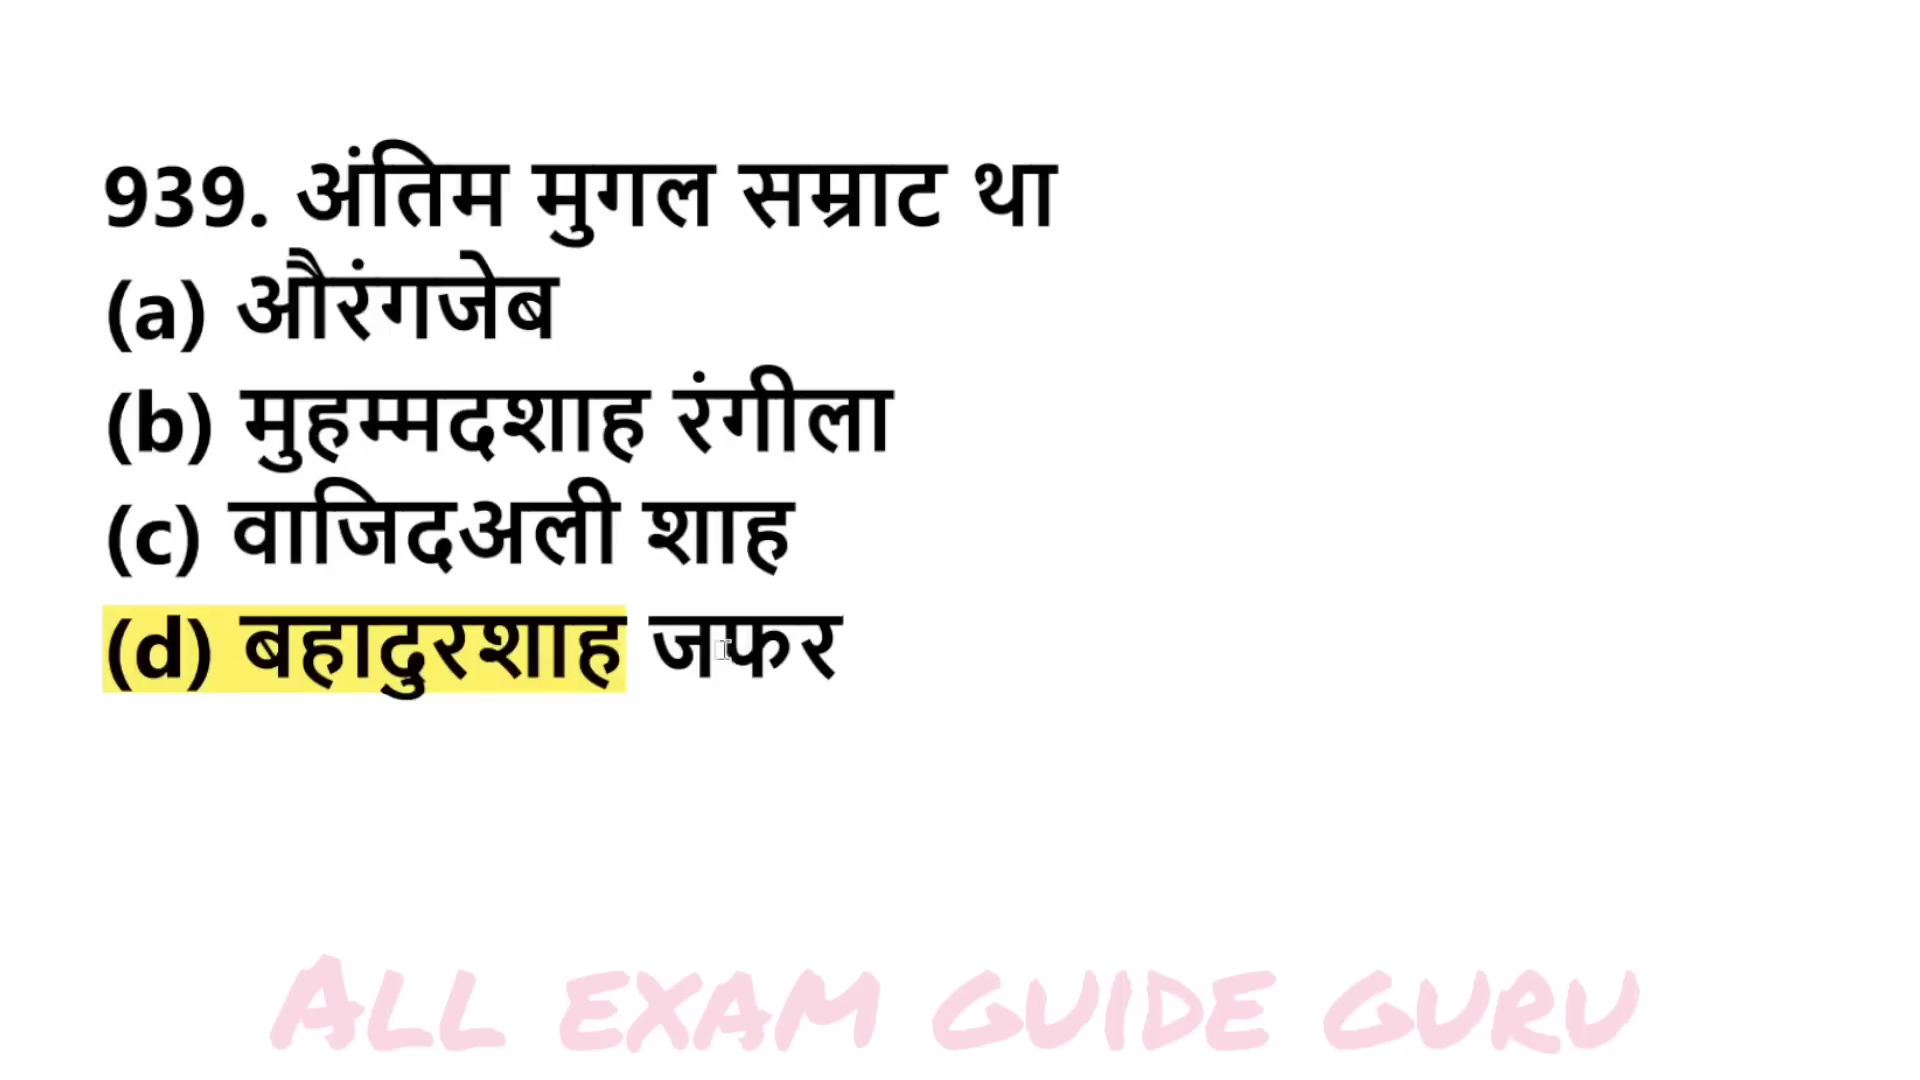 939. अंतिम मुगल सम्राट था
(a) औरंगजेब
(b) मुहम्मदशाह रंगीला
(c) वाजिदअली शाह
(d) बहादुरशाह जफर
ALL EXAM GUIDE GURU